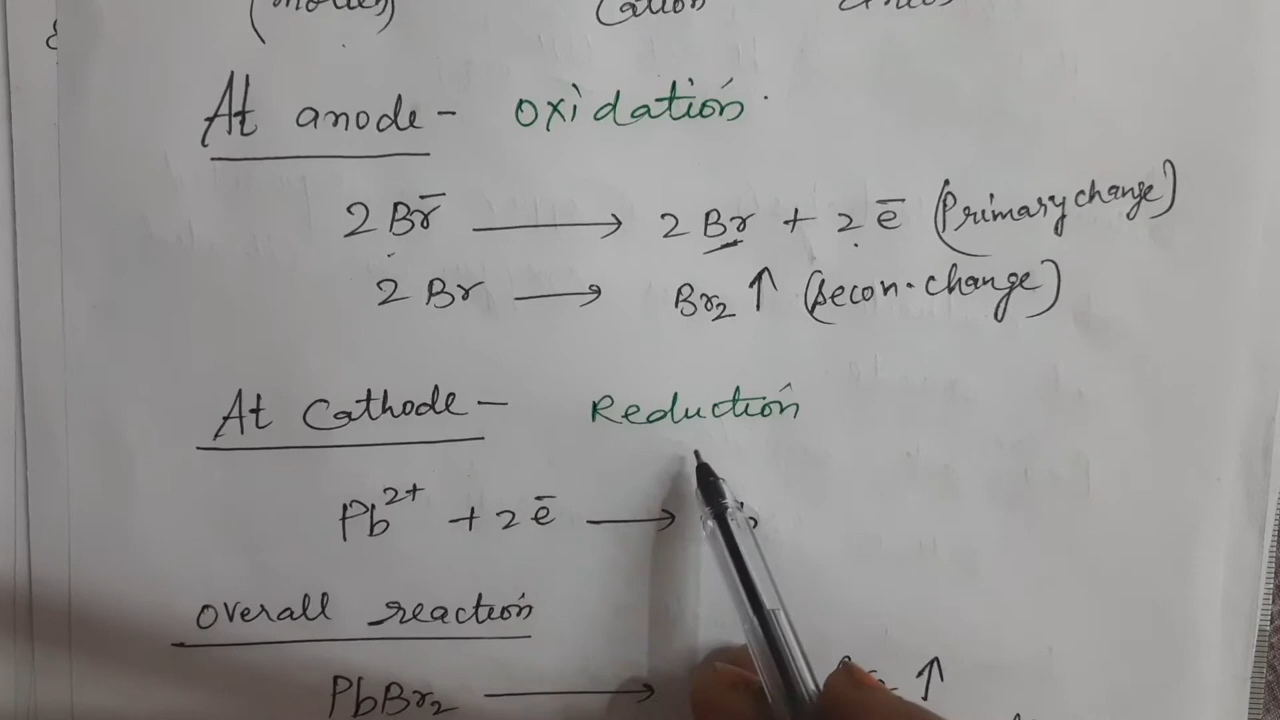 At anode - Oxidation
2 Br⁻ ⟶ 2 Br + 2 e⁻ (Primary change)
2 Br ⟶ Br₂ ↑ (Secon. change)
At Cathode - Reduction
Pb²⁺ + 2 e⁻ ⟶
Overall reaction
PbBr₂ ⟶ ↑